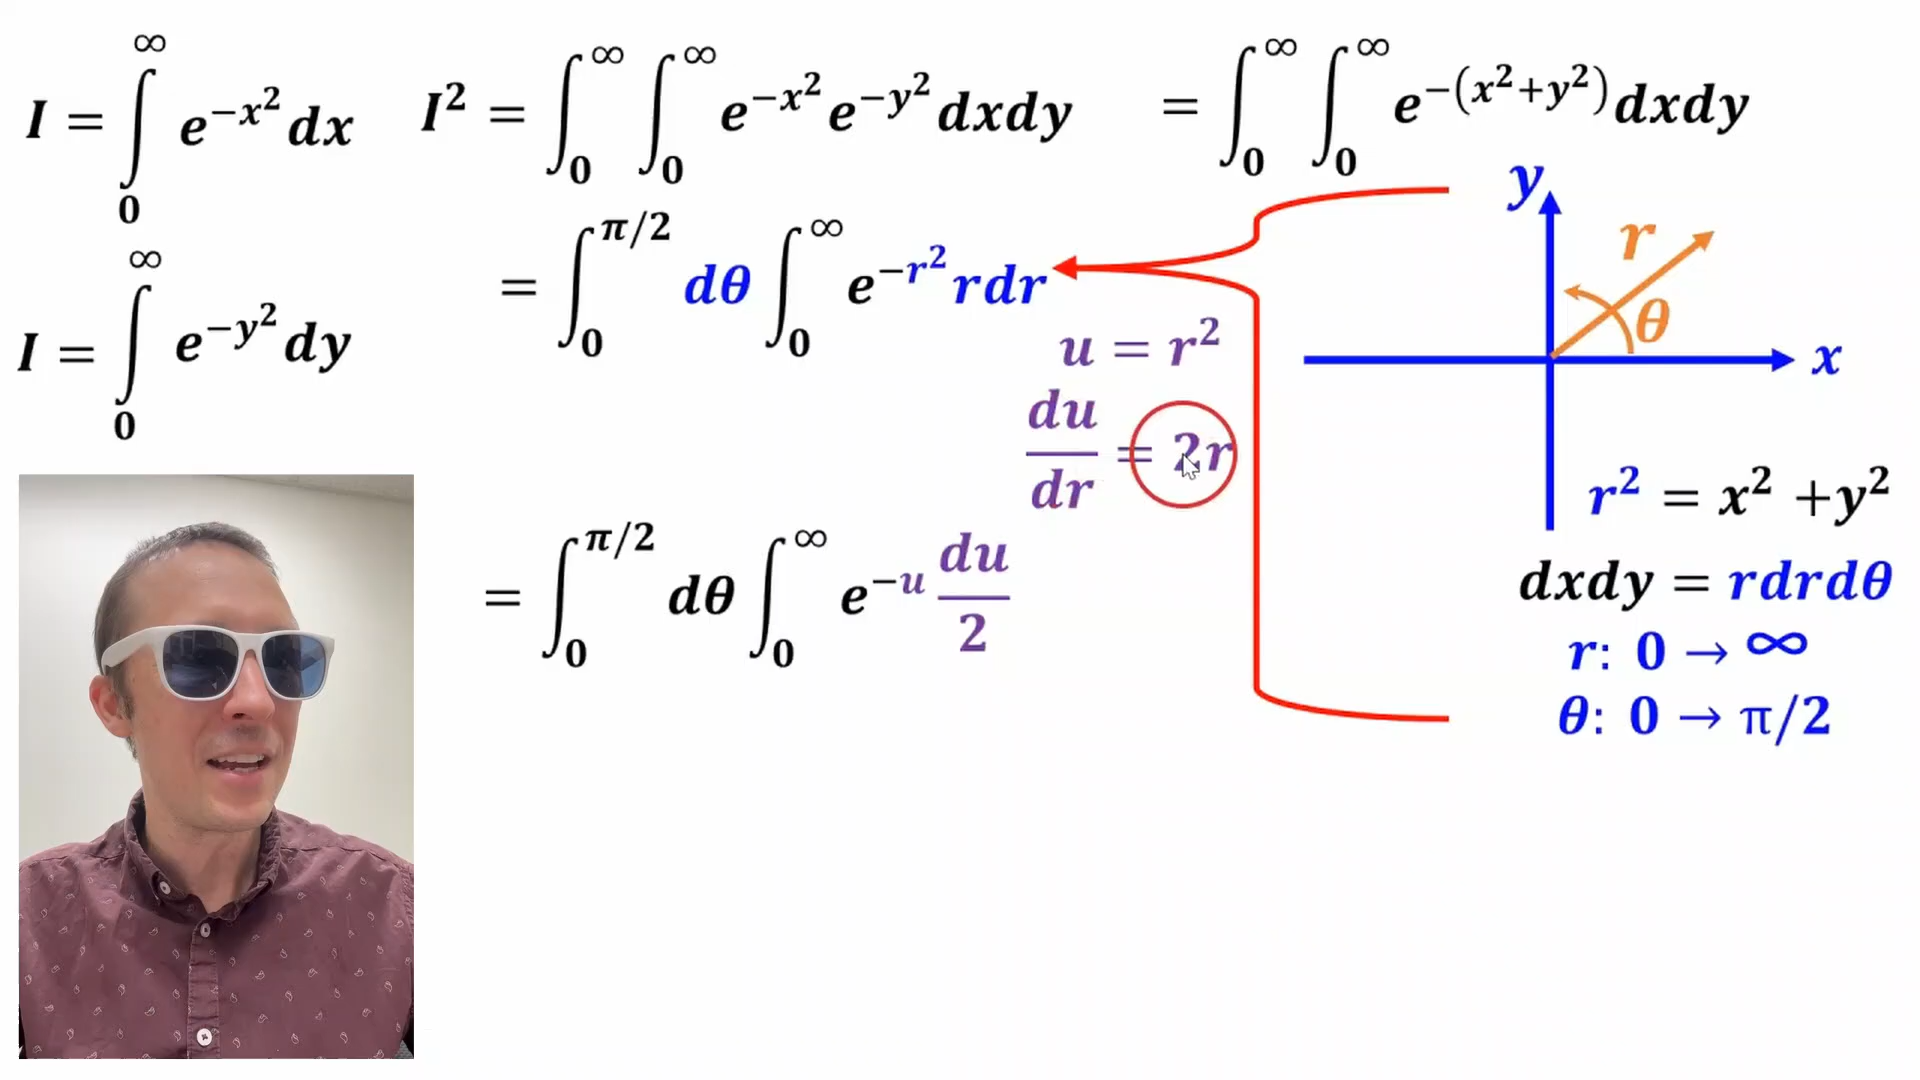 I = ∫₀^∞ e^{-x²} dx
I² = ∫₀^∞ ∫₀^∞ e^{-x²} e^{-y²} dxdy
= ∫₀^∞ ∫₀^∞ e^{-(x²+y²)} dxdy
= ∫₀^{π/2} dθ ∫₀^∞ e^{-r²} rdr
I = ∫₀^∞ e^{-y²} dy
u = r²
du/dr = 2r
= ∫₀^{π/2} dθ ∫₀^∞ e^{-u} du/2
y
r
θ
x
r² = x² +y²
dxdy = rdrdθ
r: 0 → ∞
θ: 0 → π/2